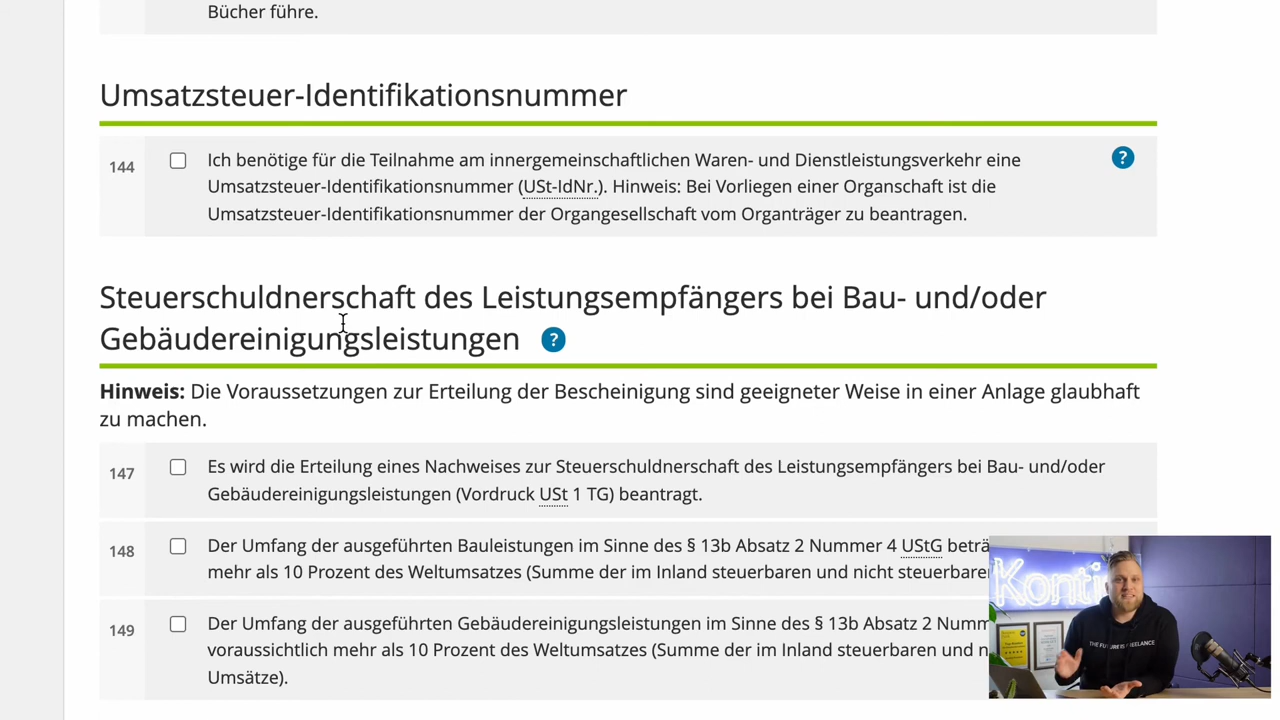 Bücher führe.
Umsatzsteuer-Identifikationsnummer
144
Ich benötige für die Teilnahme am innergemeinschaftlichen Waren- und Dienstleistungsverkehr eine
Umsatzsteuer-Identifikationsnummer (USt-IdNr.). Hinweis: Bei Vorliegen einer Organschaft ist die
Umsatzsteuer-Identifikationsnummer der Organgesellschaft vom Organträger zu beantragen.
?
Steuerschuldnerschaft des Leistungsempfängers bei Bau- und/oder
Gebäudereinigungsleistungen ?
Hinweis: Die Voraussetzungen zur Erteilung der Bescheinigung sind geeigneter Weise in einer Anlage glaubhaft
zu machen.
147
Es wird die Erteilung eines Nachweises zur Steuerschuldnerschaft des Leistungsempfängers bei Bau- und/oder
Gebäudereinigungsleistungen (Vordruck USt 1 TG) beantragt.
148
Der Umfang der ausgeführten Bauleistungen im Sinne des § 13b Absatz 2 Nummer 4 UStG beträ
mehr als 10 Prozent des Weltumsatzes (Summe der im Inland steuerbaren und nicht steuerbaren
149
Der Umfang der ausgeführten Gebäudereinigungsleistungen im Sinne des § 13b Absatz 2 Numm
voraussichtlich mehr als 10 Prozent des Weltumsatzes (Summe der im Inland steuerbaren und n
Umsätze).
Konti
THE FUTURE IS FREELANCE